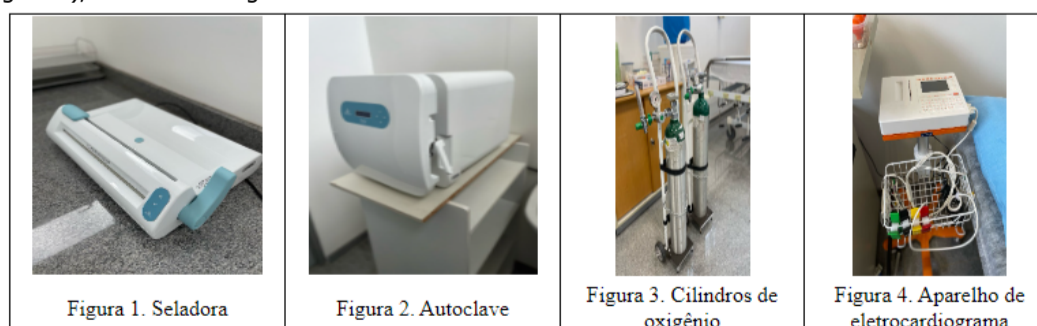 Figura 1. Seladora
Figura 2. Autoclave
Figura 3. Cilindros de
oxigênio
Figura 4. Aparelho de
eletrocardiograma